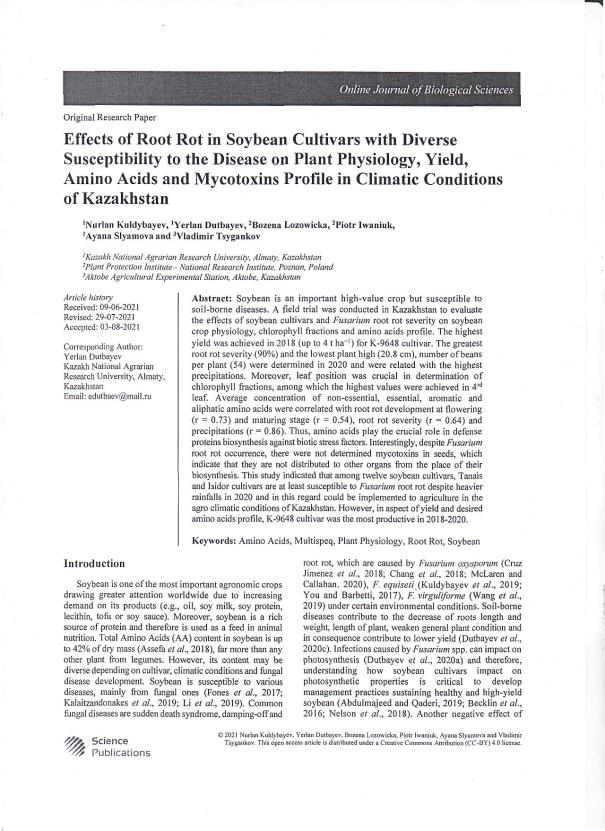 Online Journal of Biological Sciences
Original Research Paper
Effects of Root Rot in Soybean Cultivars with Diverse
Susceptibility to the Disease on Plant Physiology, Yield,
Amino Acids and Mycotoxins Profile in Climatic Conditions
of Kazakhstan
¹Nurlan Kuldybayev, ¹Yerlan Dutbayev, ²Bozena Lozowicka, ²Piotr Iwaniuk,
¹Ayana Slyamova and ³Vladimir Tsygankov
¹Kazakh National Agrarian Research University, Almaty, Kazakhstan
²Plant Protection Institute - National Research Institute, Poznan, Poland
³Aktobe Agricultural Experimental Station, Aktobe, Kazakhstan
Article history
Received: 09-06-2021
Revised: 29-07-2021
Accepted: 03-08-2021
Corresponding Author:
Yerlan Dutbayev
Kazakh National Agrarian
Research University, Almaty,
Kazakhstan
Email: edutbaev@mail.ru
Abstract: Soybean is an important high-value crop but susceptible to
soil-borne diseases. A field trial was conducted in Kazakhstan to evaluate
the effects of soybean cultivars and Fusarium root rot severity on soybean
crop physiology, chlorophyll fractions and amino acids profile. The highest
yield was achieved in 2018 (up to 4 t ha⁻¹) for K-9648 cultivar. The greatest
root rot severity (90%) and the lowest plant high (20.8 cm), number of beans
per plant (54) were determined in 2020 and were related with the highest
precipitations. Moreover, leaf position was crucial in determination of
chlorophyll fractions, among which the highest values were achieved in 4ʳᵈ
leaf. Average concentration of non-essential, essential, aromatic and
aliphatic amino acids were correlated with root rot development at flowering
(r = 0.73) and maturing stage (r = 0.54), root rot severity (r = 0.64) and
precipitations (r = 0.86). Thus, amino acids play the crucial role in defense
proteins biosynthesis against biotic stress factors. Interestingly, despite Fusarium
root rot occurrence, there were not determined mycotoxins in seeds, which
indicate that they are not distributed to other organs from the place of their
biosynthesis. This study indicated that among twelve soybean cultivars, Tanais
and Isidor cultivars are at least susceptible to Fusarium root rot despite heavier
rainfalls in 2020 and in this regard could be implemented to agriculture in the
agro climatic conditions of Kazakhstan. However, in aspect of yield and desired
amino acids profile, K-9648 cultivar was the most productive in 2018-2020.
Keywords: Amino Acids, Multispeq, Plant Physiology, Root Rot, Soybean
Introduction
Soybean is one of the most important agronomic crops
drawing greater attention worldwide due to increasing
demand on its products (e.g., oil, soy milk, soy protein,
lecithin, tofu or soy sauce). Moreover, soybean is a rich
source of protein and therefore is used as a feed in animal
nutrition. Total Amino Acids (AA) content in soybean is up
to 42% of dry mass (Assefa et al., 2018), far more than any
other plant from legumes. However, its content may be
diverse depending on cultivar, climatic conditions and fungal
disease development. Soybean is susceptible to various
diseases, mainly from fungal ones (Fones et al., 2017;
Kalaitzandonakes et al., 2019; Li et al., 2019). Common
fungal diseases are sudden death syndrome, damping-off and
root rot, which are caused by Fusarium oxysporum (Cruz
Jimenez et al., 2018; Chang et al., 2018; McLaren and
Callahan. 2020), F. equiseti (Kuldybayev et al., 2019;
You and Barbetti, 2017), F. virguliforme (Wang et al.,
2019) under certain environmental conditions. Soil-borne
diseases contribute to the decrease of roots length and
weight, length of plant, weaken general plant condition and
in consequence contribute to lower yield (Dutbayev et al.,
2020c). Infections caused by Fusarium spp. can impact on
photosynthesis (Dutbayev et al., 2020a) and therefore,
understanding how soybean cultivars impact on
photosynthetic properties is critical to develop
management practices sustaining healthy and high-yield
soybean (Abdulmajeed and Qaderi, 2019; Becklin et al.,
2016; Nelson et al., 2018). Another negative effect of
Science
Publications
© 2021 Nurlan Kuldybayev, Yerlan Dutbayev, Bozena Lozowicka, Piotr Iwaniuk, Ayana Slyamova and Vladimir
Tsygankov. This open access article is distributed under a Creative Commons Attribution (CC-BY) 4.0 license.